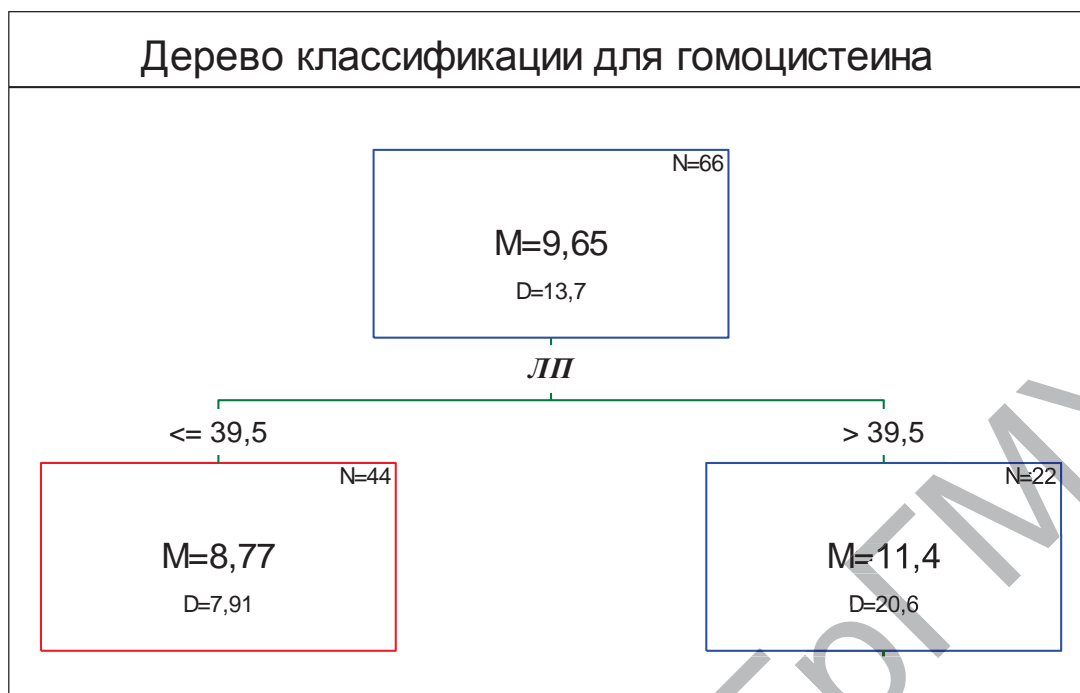 Дерево классификации для гомоцистеина
N=66
M=9,65
D=13,7
ЛП
<= 39,5
> 39,5
N=44
M=8,77
D=7,91
N=22
M=11,4
D=20,6
ГрГМУ